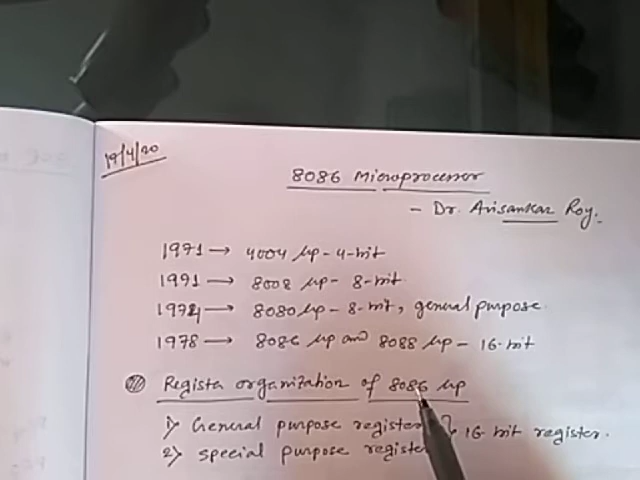 19/4/20
8086 Microprocessor
- Dr. Arisankar Roy.
1971 → 4004 μp - 4-bit
1991 → 8008 μp - 8-bit
1974 → 8080 μp - 8-bit, general purpose
1978 → 8086 μp and 8088 μp - 16-bit
Register organization of 8086 μp
1) General purpose register } 16-bit register.
2) Special purpose register